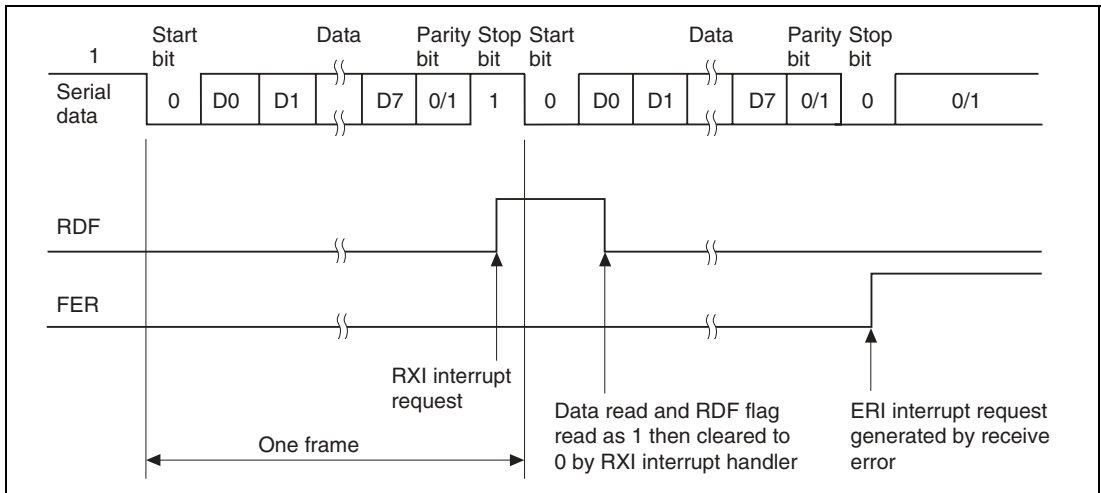 Start bit Data Parity bit Stop bit Start bit Data Parity bit Stop bit
1
Serial data 0 D0 D1 D7 0/1 1 0 D0 D1 D7 0/1 0 0/1
RDF
FER
RXI interrupt
request
Data read and RDF flag
read as 1 then cleared to
0 by RXI interrupt handler
ERI interrupt request
generated by receive
error
One frame